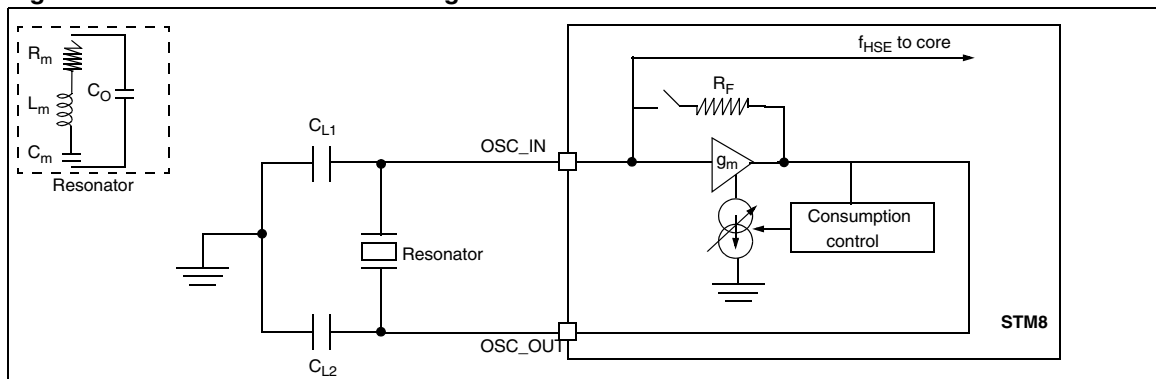 R_m
L_m
C_O
C_m
Resonator
C_L1
C_L2
Resonator
OSC_IN
OSC_OUT
f_HSE to core
R_F
g_m
Consumption
control
STM8